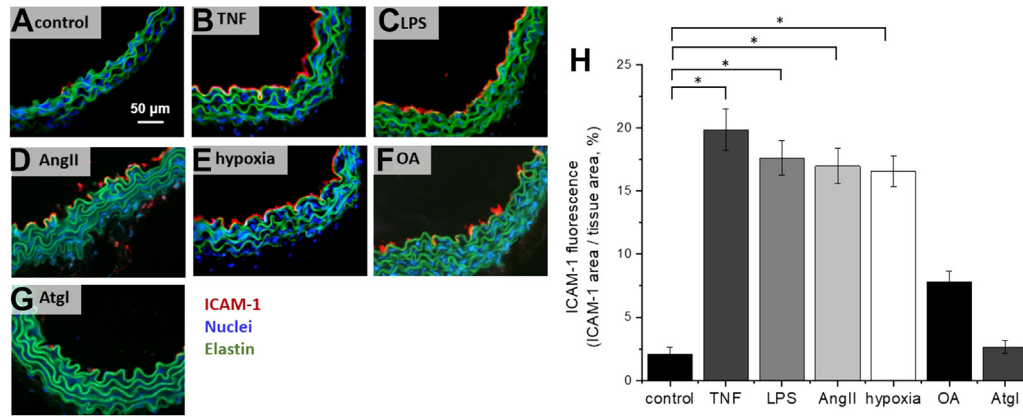 A control
B TNF
C LPS
50 µm
D AngII
E hypoxia
F OA
G Atgl
ICAM-1
Nuclei
Elastin
H
*
*
*
*
ICAM-1 fluorescence
(ICAM-1 area / tissue area, %)
25
20
15
10
5
0
control TNF LPS AngII hypoxia OA Atgl